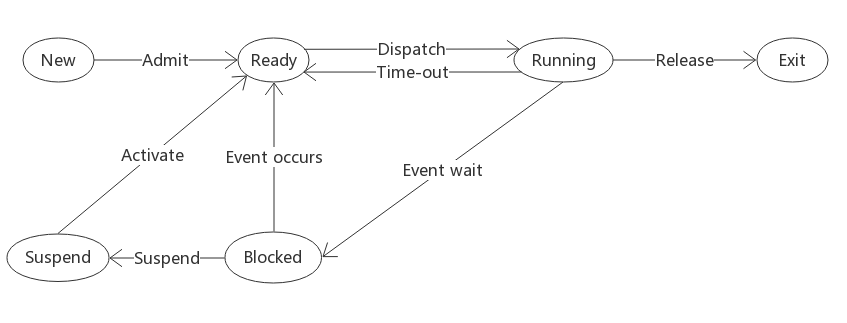 New
Admit
Ready
Dispatch
Time-out
Running
Release
Exit
Activate
Event occurs
Event wait
Suspend
Suspend
Blocked